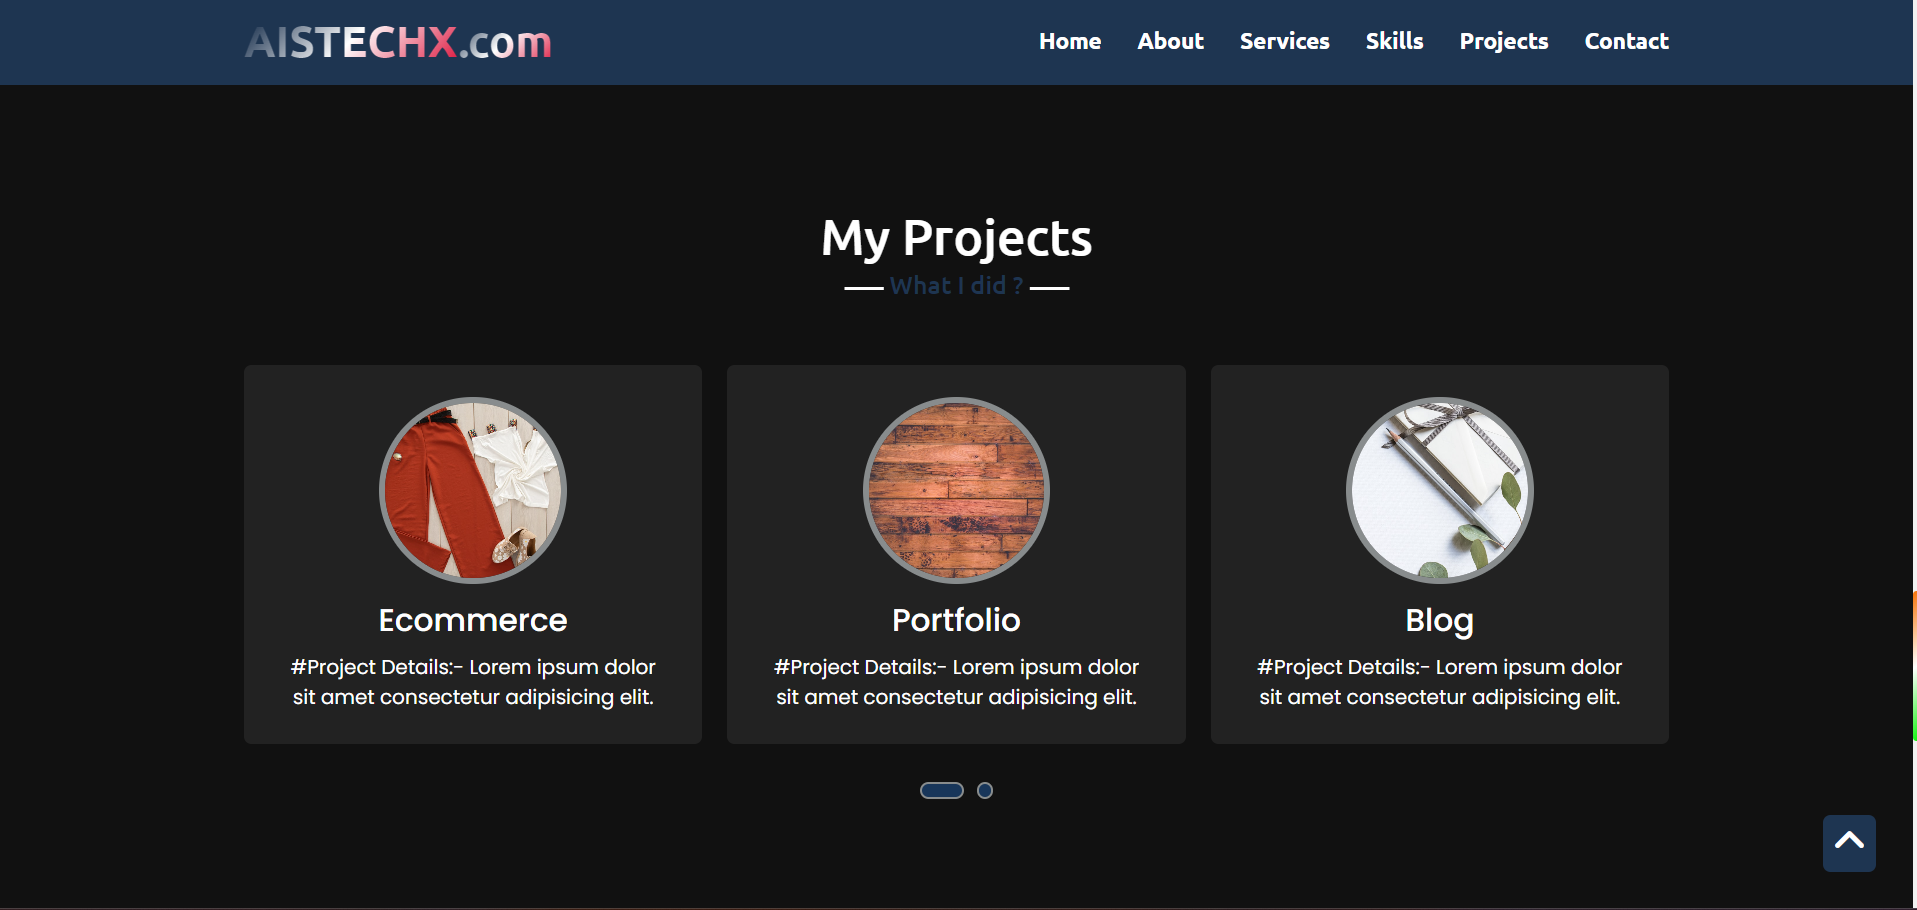 AISTECHX.com
Home About Services Skills Projects Contact
My Projects
What I did ?
Ecommerce
#Project Details:- Lorem ipsum dolor
sit amet consectetur adipisicing elit.
Portfolio
#Project Details:- Lorem ipsum dolor
sit amet consectetur adipisicing elit.
Blog
#Project Details:- Lorem ipsum dolor
sit amet consectetur adipisicing elit.